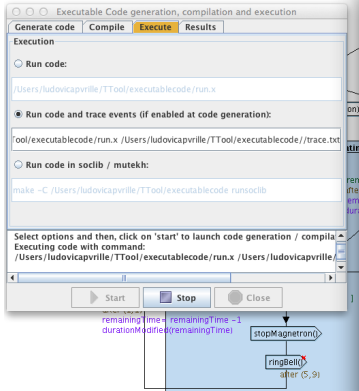 Executable Code generation, compilation and execution
Generate code Compile Execute Results
Execution
Run code:
/Users/ludovicapvrille/TTool/executablecode/run.x
Run code and trace events (if enabled at code generation):
Tool/executablecode/run.x /Users/ludovicapvrille/TTool/executablecode//trace.txt
Run code in soclib / mutekh:
make -C /Users/ludovicapvrille/TTool/executablecode runsoclib
Select options and then, click on 'start' to launch code generation / compila
Executing code with command:
/Users/ludovicapvrille/TTool/executablecode/run.x /Users/ludovicapvrille/
Start Stop Close
remainingTime= remainingTime -1
durationModified(remainingTime)
stopMagnetron()
ringBell()
after (5,9)